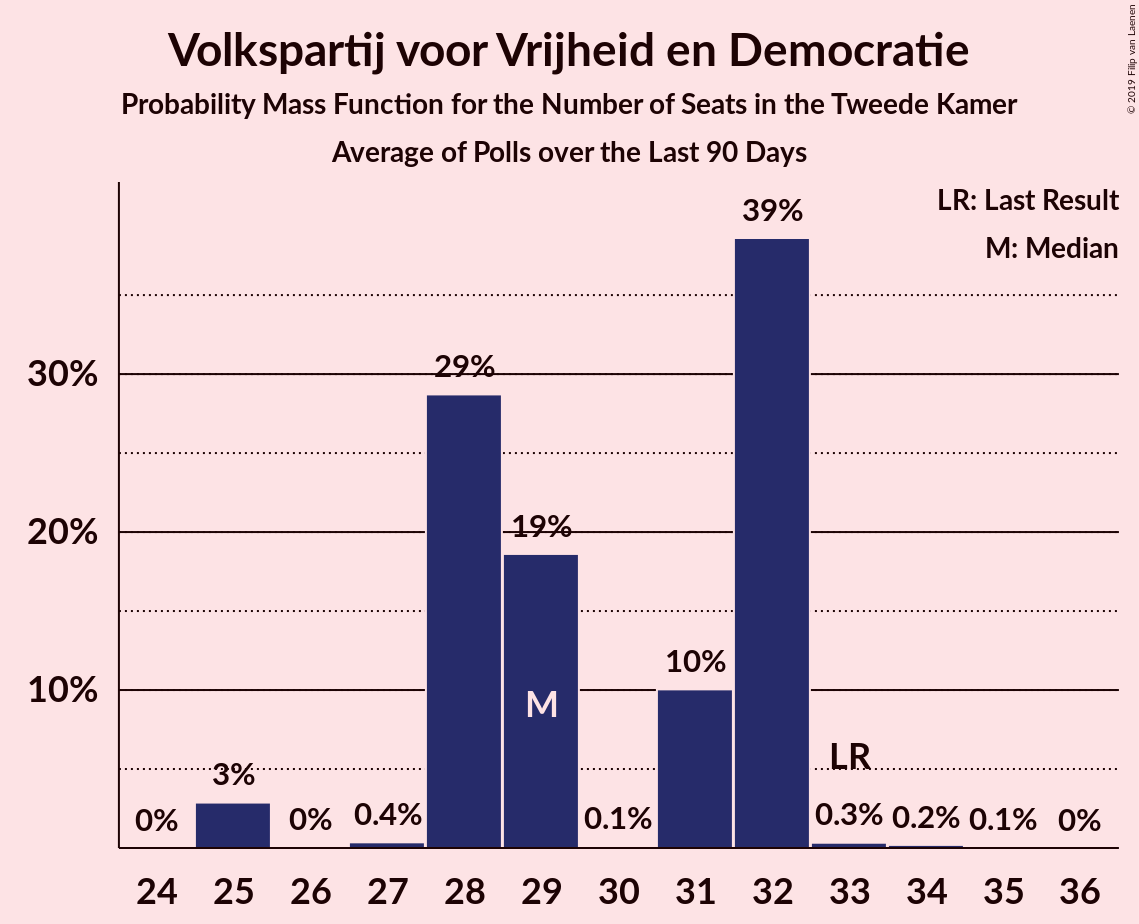 Volkspartij voor Vrijheid en Democratie
Probability Mass Function for the Number of Seats in the Tweede Kamer
Average of Polls over the Last 90 Days
© 2019 Filip van Laenen
LR: Last Result
M: Median
30%
20%
10%
0%
3%
0%
0.4%
29%
19%
0.1%
10%
39%
0.3%
0.2%
0.1%
0%
M
LR
24 25 26 27 28 29 30 31 32 33 34 35 36